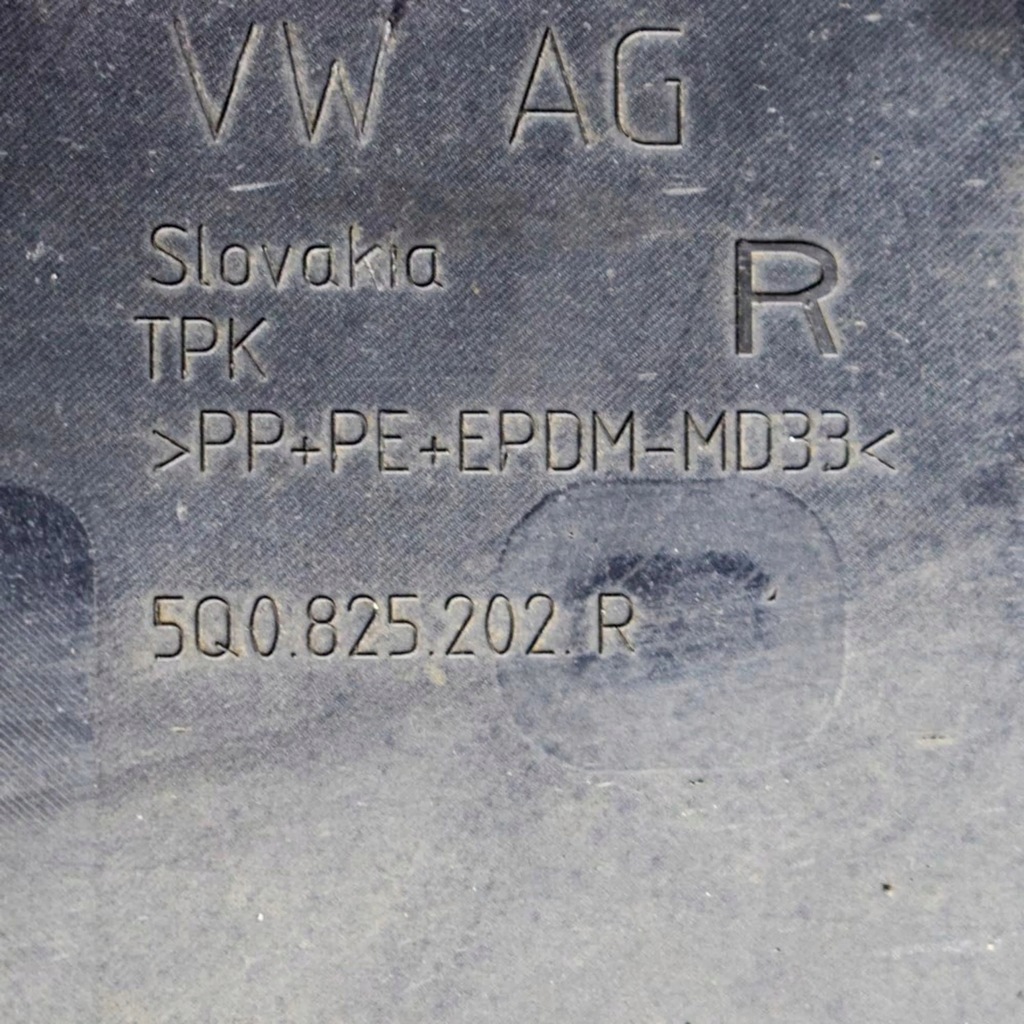 VW AG
Slovakia
R
TPK
>PP+PE+EPDM-MD33<
5Q0.825.202. R